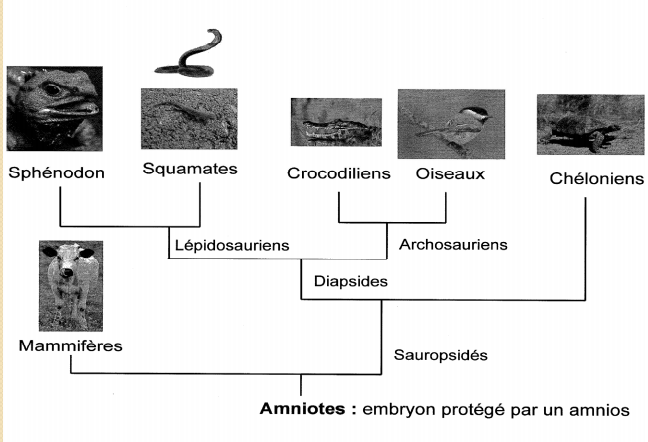 Sphénodon
Squamates
Crocodiliens
Oiseaux
Chéloniens
Lépidosauriens
Archosauriens
Diapsides
Mammifères
Sauropsidés
Amniotes : embryon protégé par un amnios